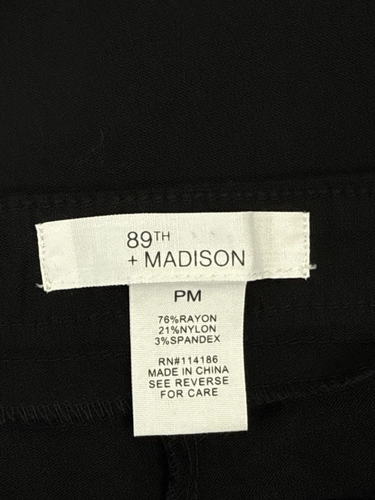 89TH
+ MADISON
PM
76%RAYON
21%NYLON
3%SPANDEX
RN#114186
MADE IN CHINA
SEE REVERSE
FOR CARE